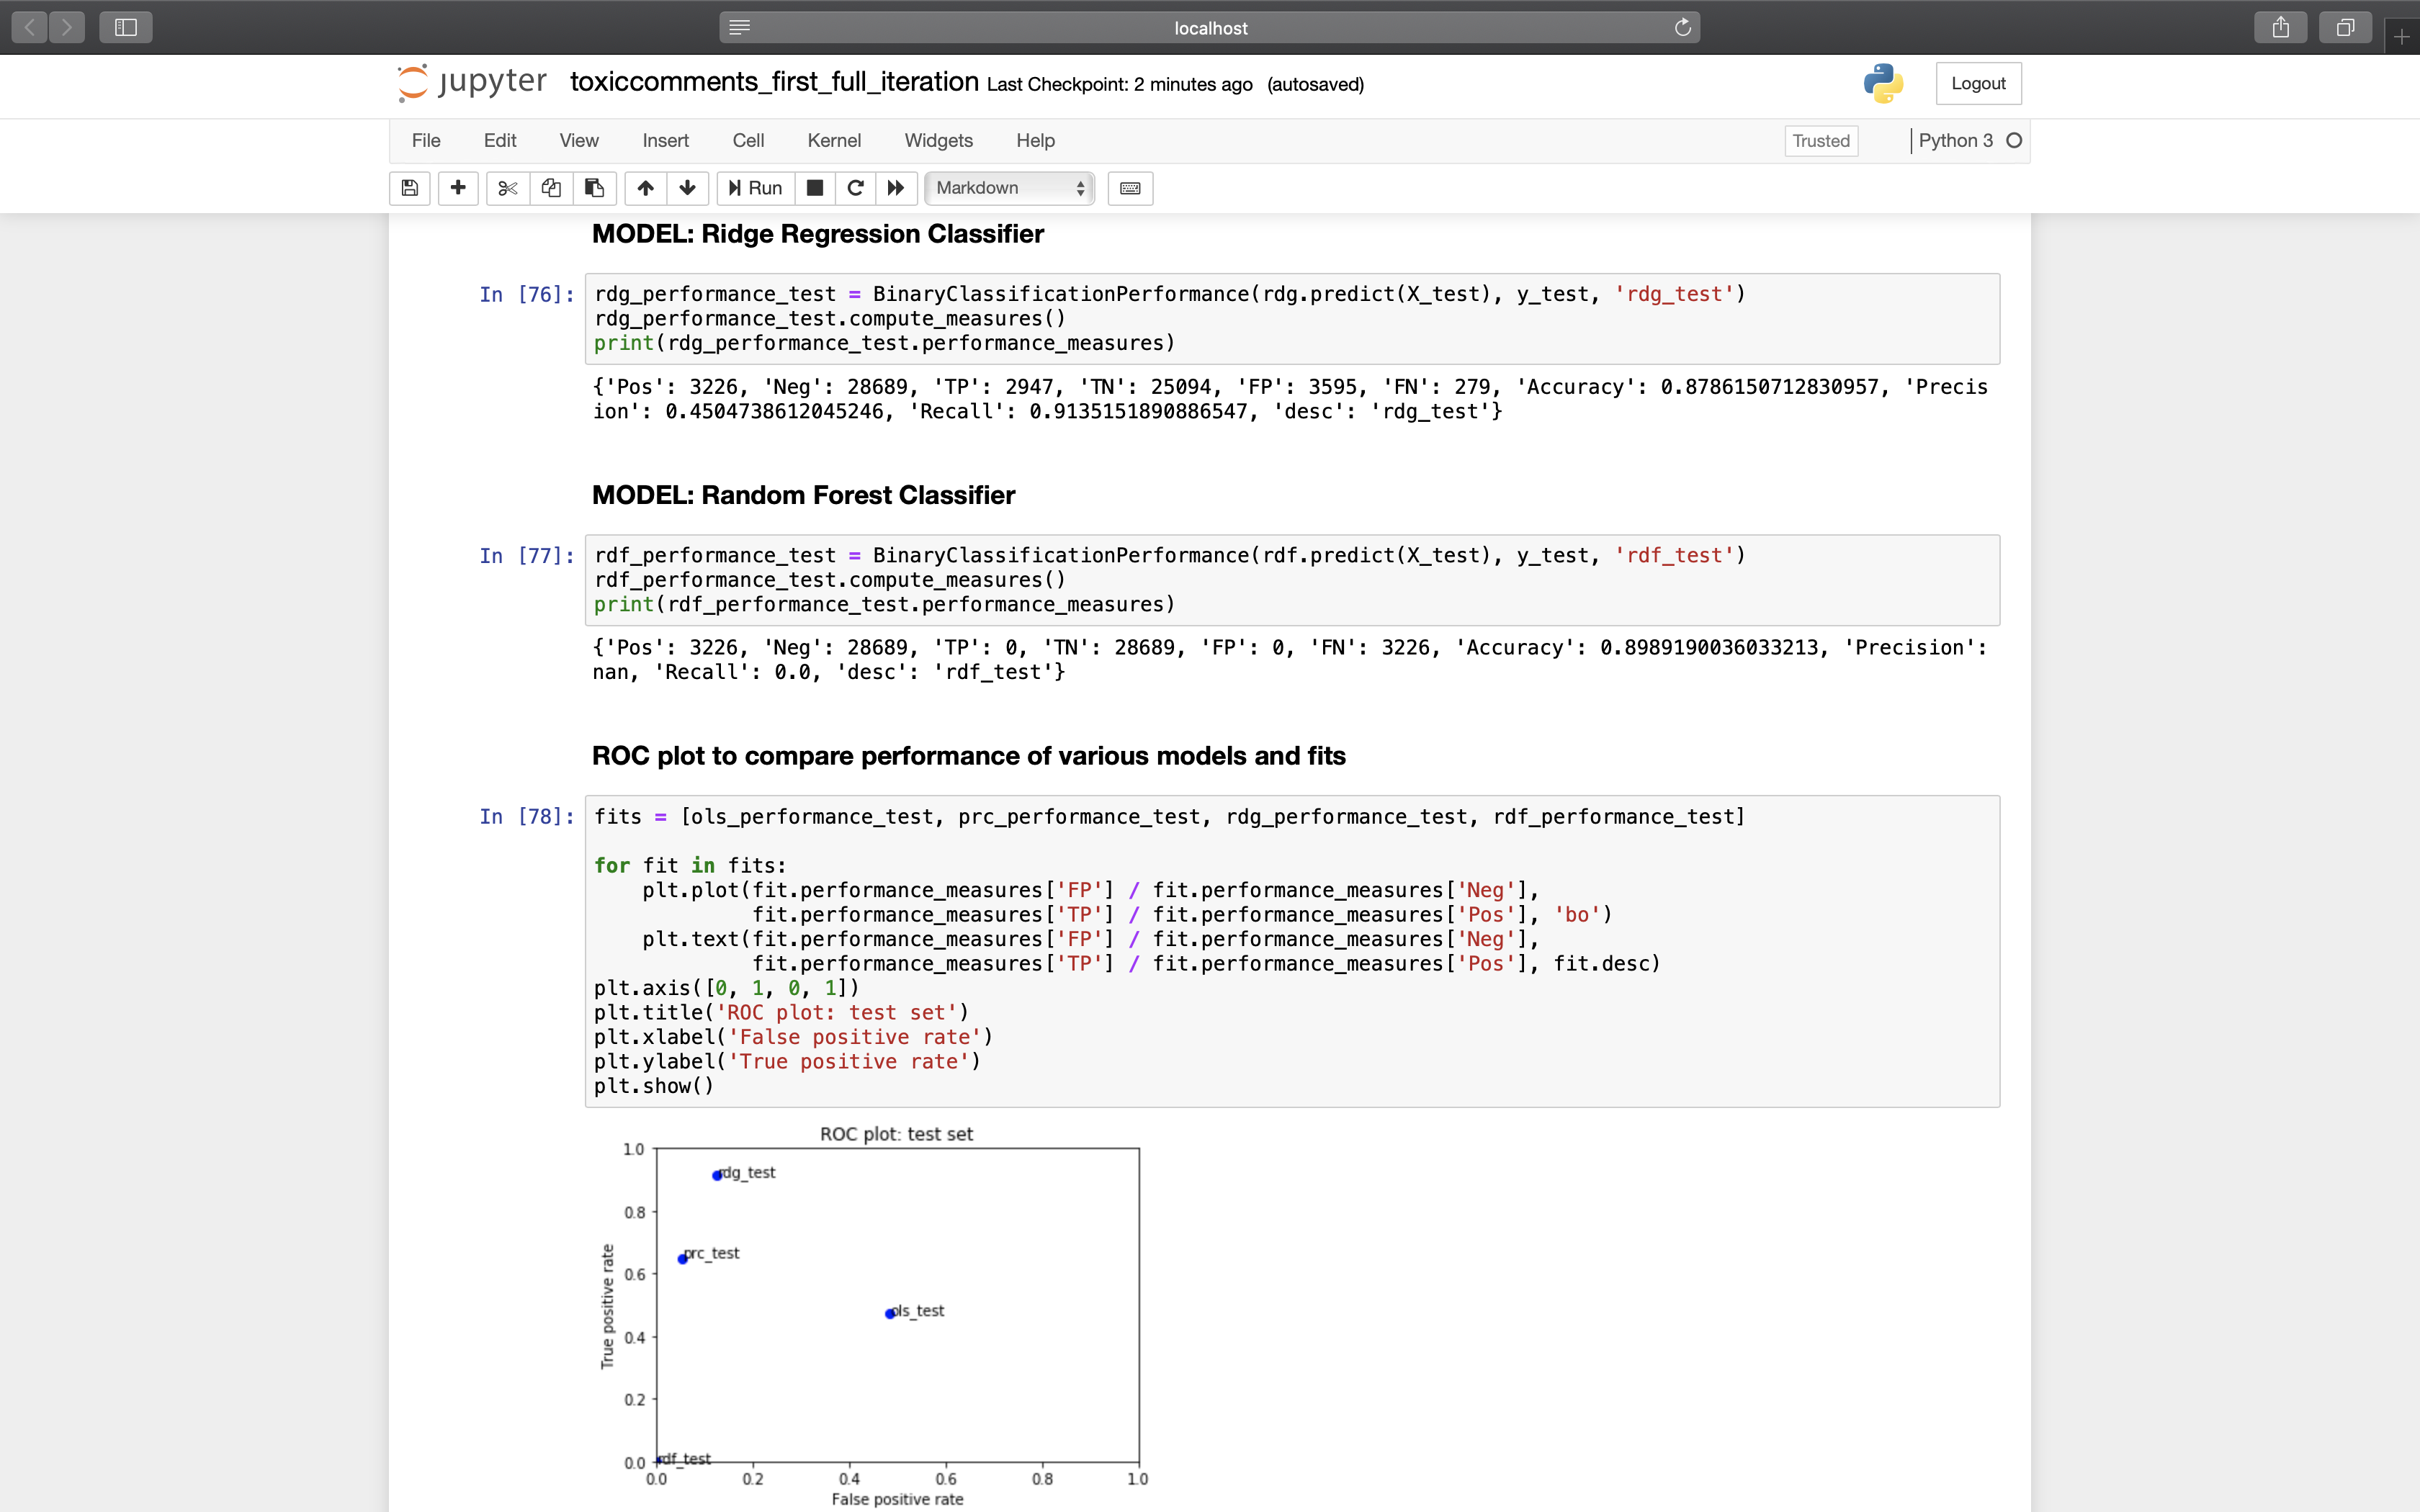 localhost
jupyter toxiccomments_first_full_iteration Last Checkpoint: 2 minutes ago (autosaved)
Logout
File Edit View Insert Cell Kernel Widgets Help
Trusted
Python 3
Run
Markdown
MODEL: Ridge Regression Classifier
In [76]:
rdg_performance_test = BinaryClassificationPerformance(rdg.predict(X_test), y_test, 'rdg_test')
rdg_performance_test.compute_measures()
print(rdg_performance_test.performance_measures)
{'Pos': 3226, 'Neg': 28689, 'TP': 2947, 'TN': 25094, 'FP': 3595, 'FN': 279, 'Accuracy': 0.8786150712830957, 'Precis
ion': 0.4504738612045246, 'Recall': 0.9135151890886547, 'desc': 'rdg_test'}
MODEL: Random Forest Classifier
In [77]:
rdf_performance_test = BinaryClassificationPerformance(rdf.predict(X_test), y_test, 'rdf_test')
rdf_performance_test.compute_measures()
print(rdf_performance_test.performance_measures)
{'Pos': 3226, 'Neg': 28689, 'TP': 0, 'TN': 28689, 'FP': 0, 'FN': 3226, 'Accuracy': 0.8989190036033213, 'Precision':
nan, 'Recall': 0.0, 'desc': 'rdf_test'}
ROC plot to compare performance of various models and fits
In [78]:
fits = [ols_performance_test, prc_performance_test, rdg_performance_test, rdf_performance_test]
for fit in fits:
    plt.plot(fit.performance_measures['FP'] / fit.performance_measures['Neg'],
             fit.performance_measures['TP'] / fit.performance_measures['Pos'], 'bo')
    plt.text(fit.performance_measures['FP'] / fit.performance_measures['Neg'],
             fit.performance_measures['TP'] / fit.performance_measures['Pos'], fit.desc)
plt.axis([0, 1, 0, 1])
plt.title('ROC plot: test set')
plt.xlabel('False positive rate')
plt.ylabel('True positive rate')
plt.show()
ROC plot: test set
1.0
rdg_test
0.8
prc_test
0.6
ols_test
0.4
0.2
0.0
rdf_test
True positive rate
0.0 0.2 0.4 0.6 0.8 1.0
False positive rate